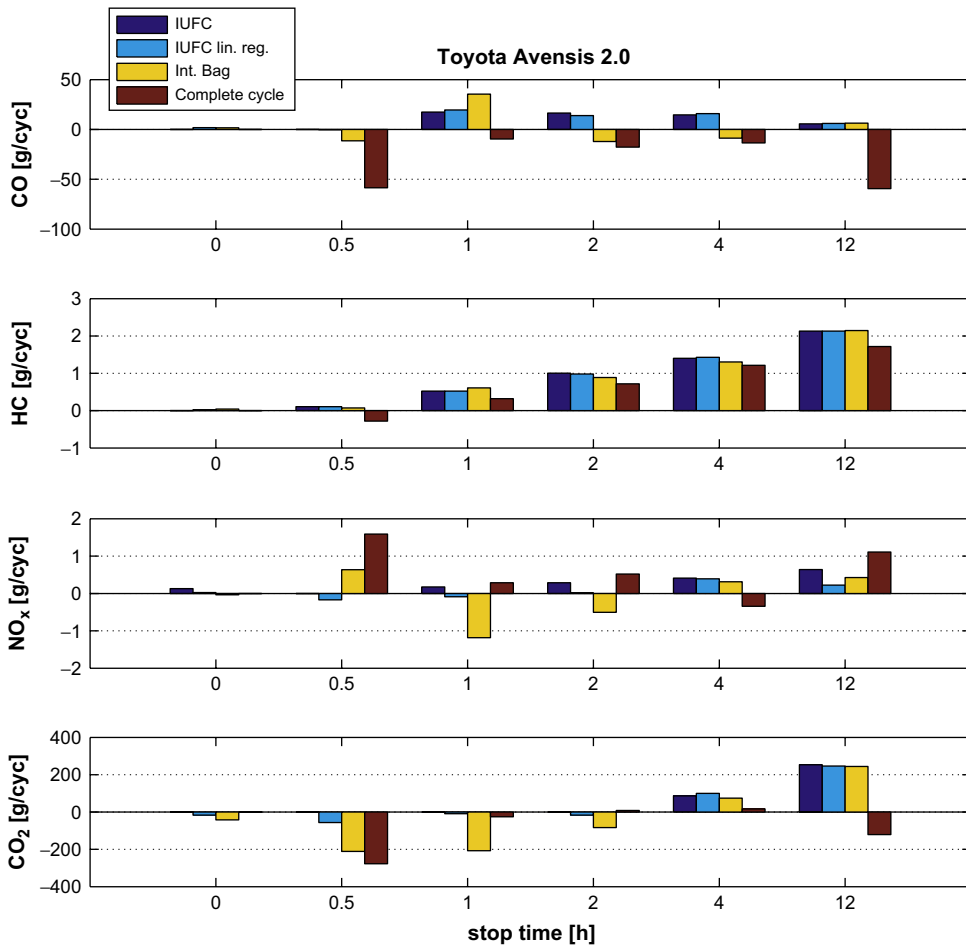 IUFC
IUFC lin. reg.
Int. Bag
Complete cycle
Toyota Avensis 2.0
CO [g/cyc]
50
0
−50
−100
0 0.5 1 2 4 12
HC [g/cyc]
3
2
1
0
−1
0 0.5 1 2 4 12
NOx [g/cyc]
2
1
0
−1
−2
0 0.5 1 2 4 12
CO2 [g/cyc]
400
200
0
−200
−400
0 0.5 1 2 4 12
stop time [h]